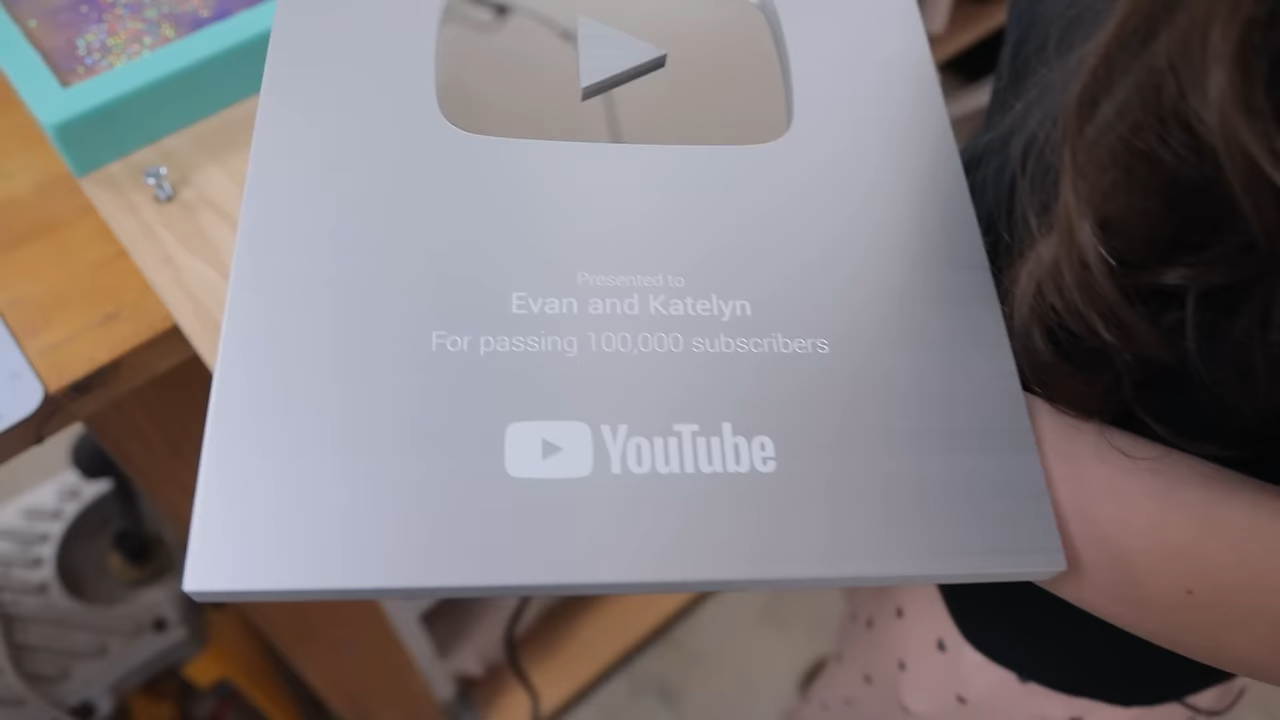 Presented to
Evan and Katelyn
For passing 100,000 subscribers
YouTube